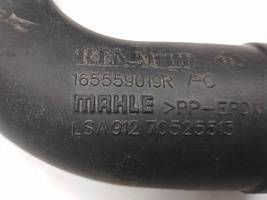 RENAULT
165559019R /-C
MAHLE >PP-EPDM
LSA 912 70525513